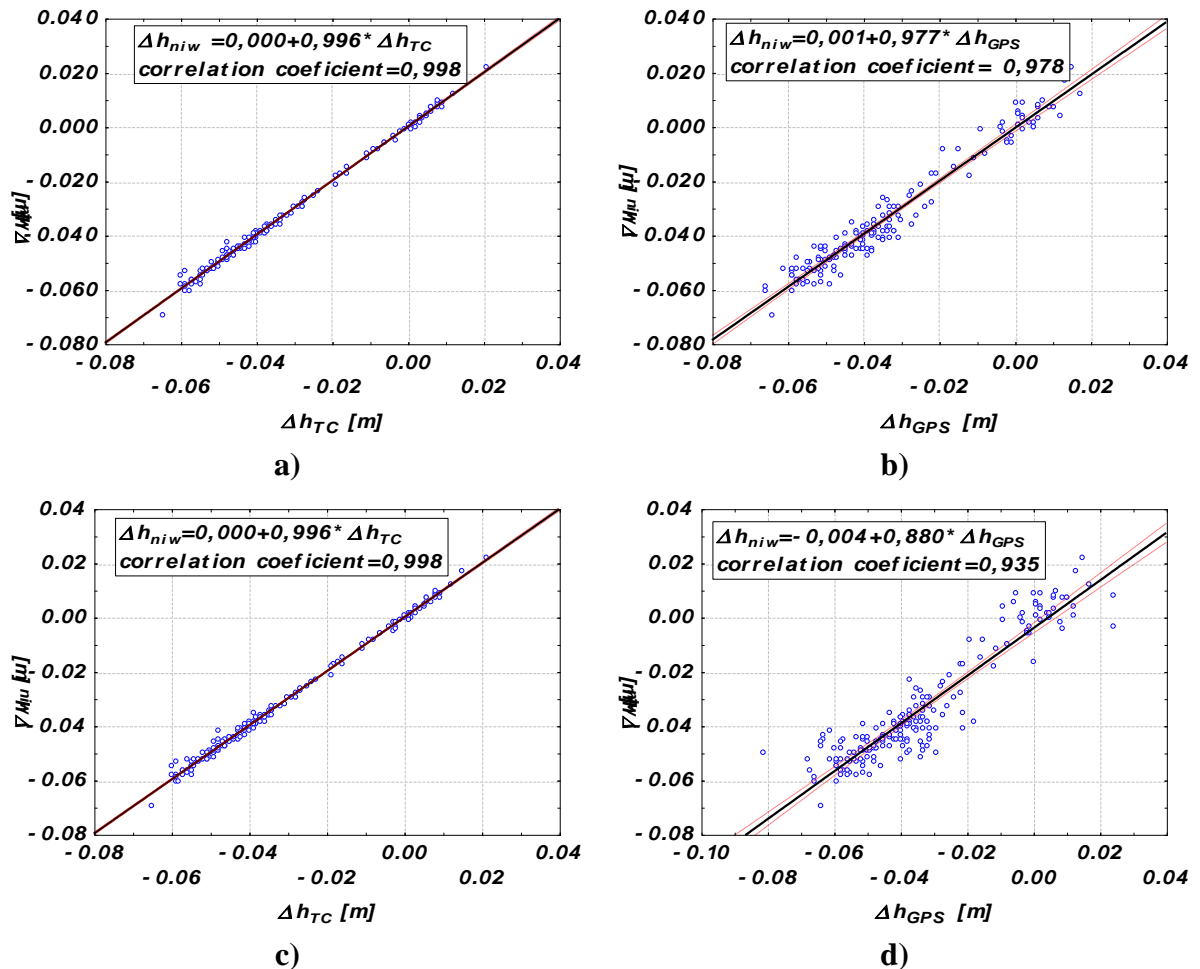 Δh_niw =0,000+0,996* Δh_TC
correlation coeficient=0,998
0.020
0.000
- 0.020
0.040
- 0.060
- 0.080
- 0.08 - 0.04 0.00 0.04
- 0.06 - 0.02 0.02
Δh_TC [m]
a)
Δh_niw=0,001+0,977* Δh_GPS
correlation coeficient= 0,978
0.020
0.000
- 0.020
0.040
- 0.060
- 0.080
- 0.08 - 0.04 0.00 0.04
- 0.06 - 0.02 0.02
Δh_GPS [m]
b)
0.04
Δh_niw=0,000+0,996* Δh_TC
correlation coeficient=0,998
0.02
0.00
- 0.02
0.04
- 0.06
- 0.08
- 0.08 - 0.04 0.00 0.04
- 0.06 - 0.02 0.02
Δh_TC [m]
c)
0.04
Δh_niw=- 0,004+0,880* Δh_GPS
correlation coeficient=0,935
0.02
0.00
- 0.02
0.04
- 0.06
- 0.08
- 0.10 - 0.06 - 0.02 0.02
- 0.08 - 0.04 0.00 0.04
Δh_GPS [m]
d)